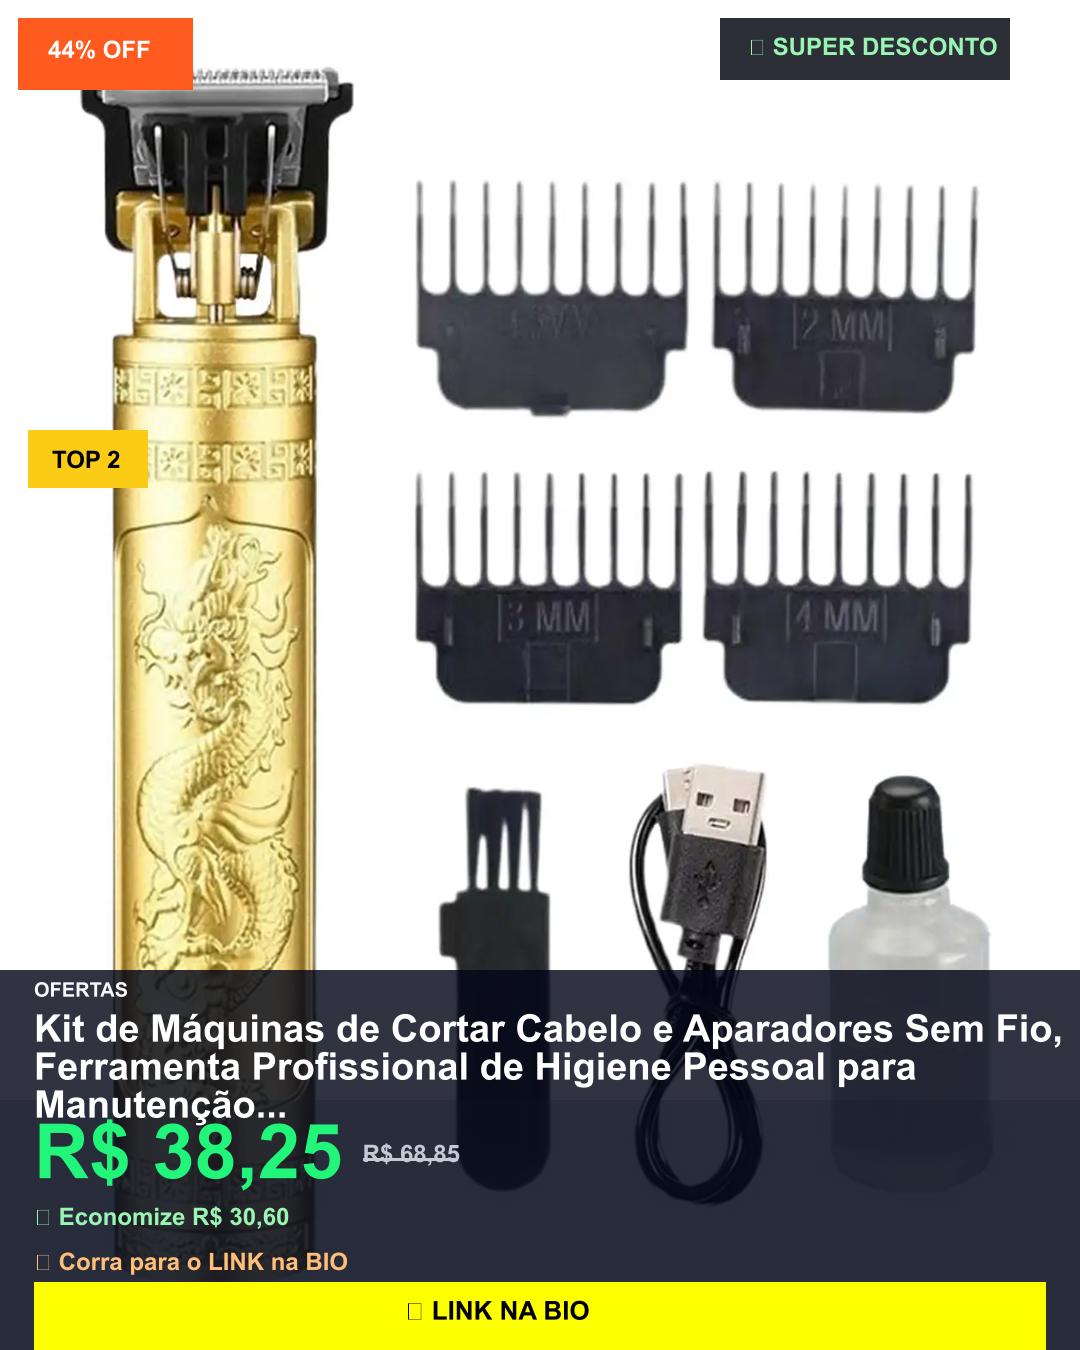 44% OFF
SUPER DESCONTO
2 MM
TOP 2
3 MM
4 MM
OFERTAS
Kit de Máquinas de Cortar Cabelo e Aparadores Sem Fio,
Ferramenta Profissional de Higiene Pessoal para
Manutenção...
R$ 38,25 R$ 68,85
Economize R$ 30,60
Corra para o LINK na BIO
LINK NA BIO